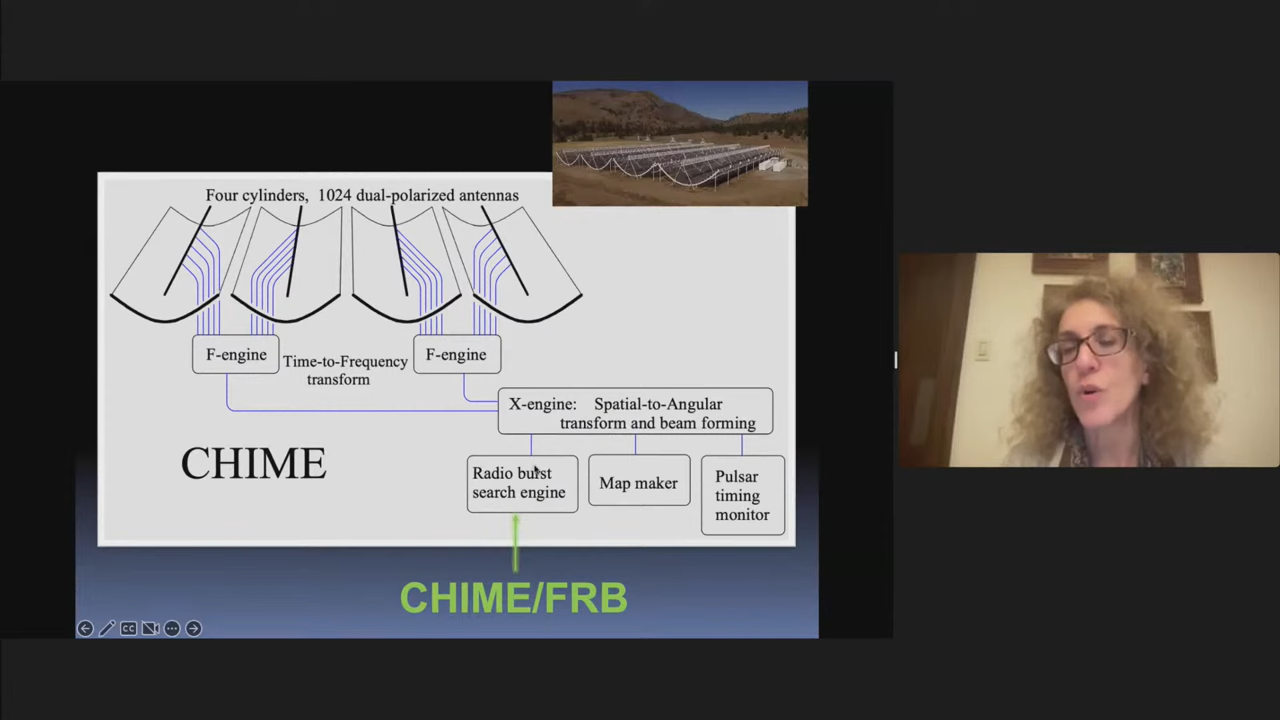 Four cylinders, 1024 dual-polarized antennas
F-engine
Time-to-Frequency
transform
F-engine
X-engine: Spatial-to-Angular
transform and beam forming
CHIME
Radio burst
search engine
Map maker
Pulsar
timing
monitor
CHIME/FRB
CC